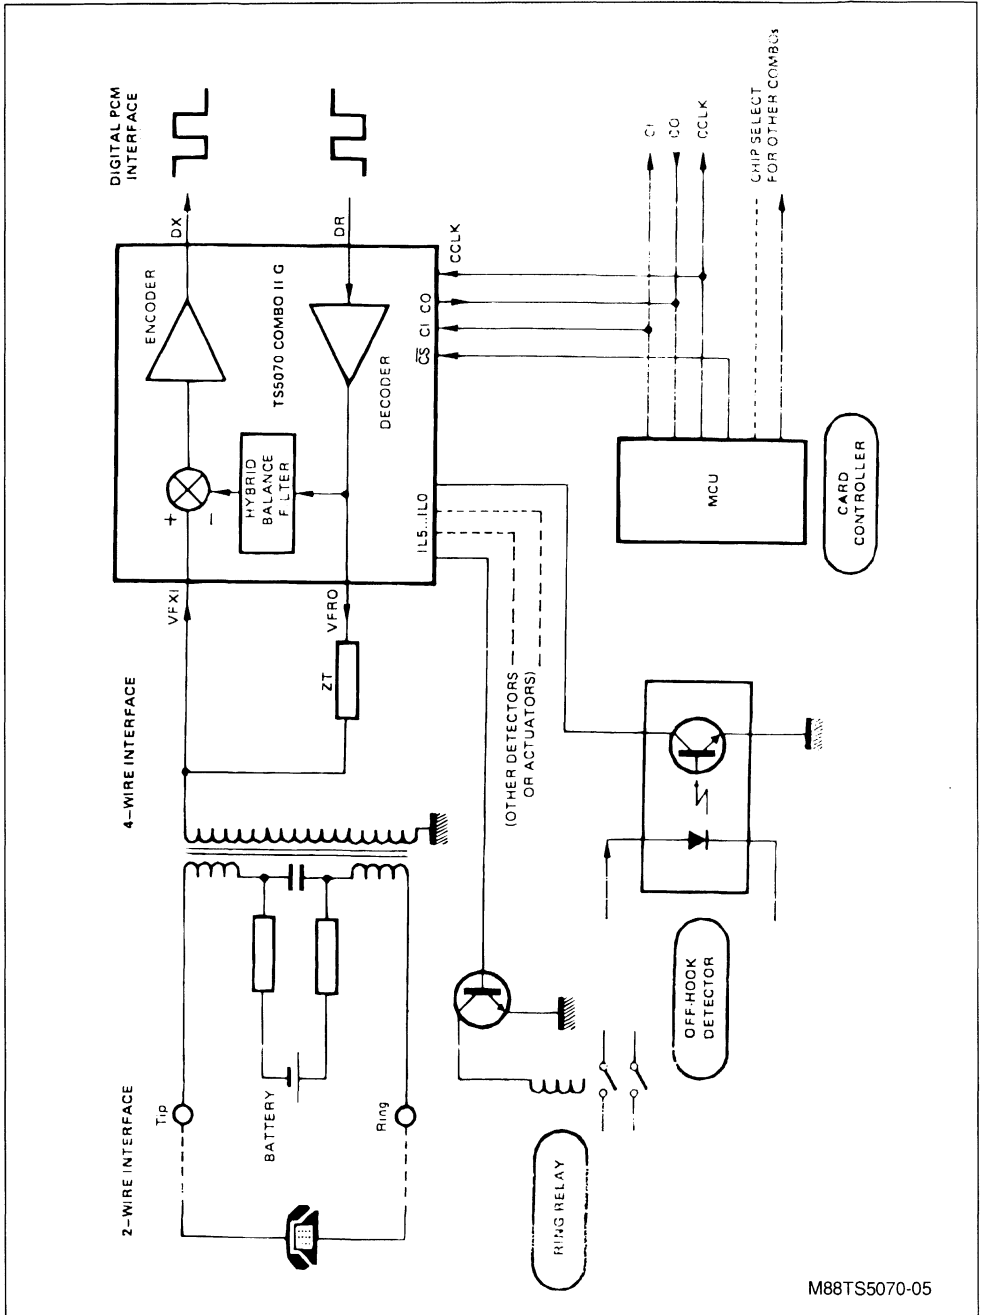 2-WIRE INTERFACE
4-WIRE INTERFACE
DIGITAL PCM
INTERFACE
Tip
BATTERY
Ring
VFXI
+
-
ENCODER
DX
HYBRID
BALANCE
FILTER
TS5070 COMBO II G
ZT
VFRO
DECODER
DR
IL5...IL0
CS
CI
CO
CCLK
(OTHER DETECTORS
OR ACTUATORS)
RING RELAY
OFF-HOOK
DETECTOR
MCU
CARD
CONTROLLER
CI
CO
CCLK
CHIP SELECT
FOR OTHER COMBOs
M88TS5070-05